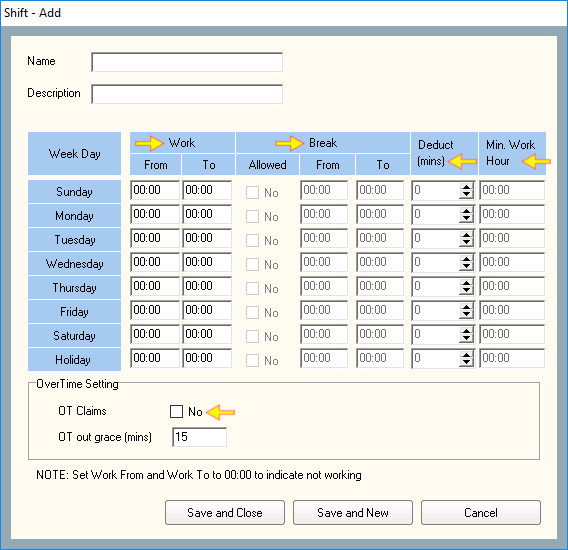 Shift - Add
Name
Description
Week Day Work Break Deduct (mins) Min. Work Hour
From To Allowed From To
Sunday 00:00 00:00 No 00:00 00:00 0 00:00
Monday 00:00 00:00 No 00:00 00:00 0 00:00
Tuesday 00:00 00:00 No 00:00 00:00 0 00:00
Wednesday 00:00 00:00 No 00:00 00:00 0 00:00
Thursday 00:00 00:00 No 00:00 00:00 0 00:00
Friday 00:00 00:00 No 00:00 00:00 0 00:00
Saturday 00:00 00:00 No 00:00 00:00 0 00:00
Holiday 00:00 00:00 No 00:00 00:00 0 00:00
OverTime Setting
OT Claims No
OT out grace (mins) 15
NOTE: Set Work From and Work To to 00:00 to indicate not working
Save and Close Save and New Cancel